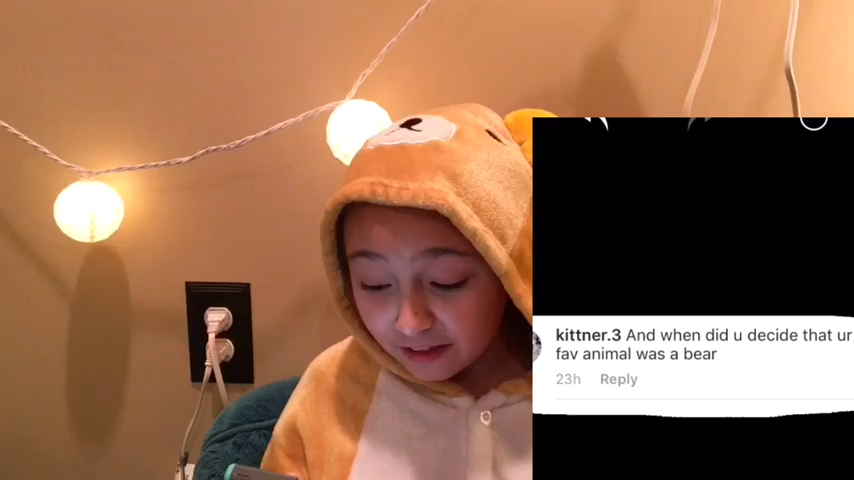 kittner.3 And when did u decide that ur
fav animal was a bear
23h Reply